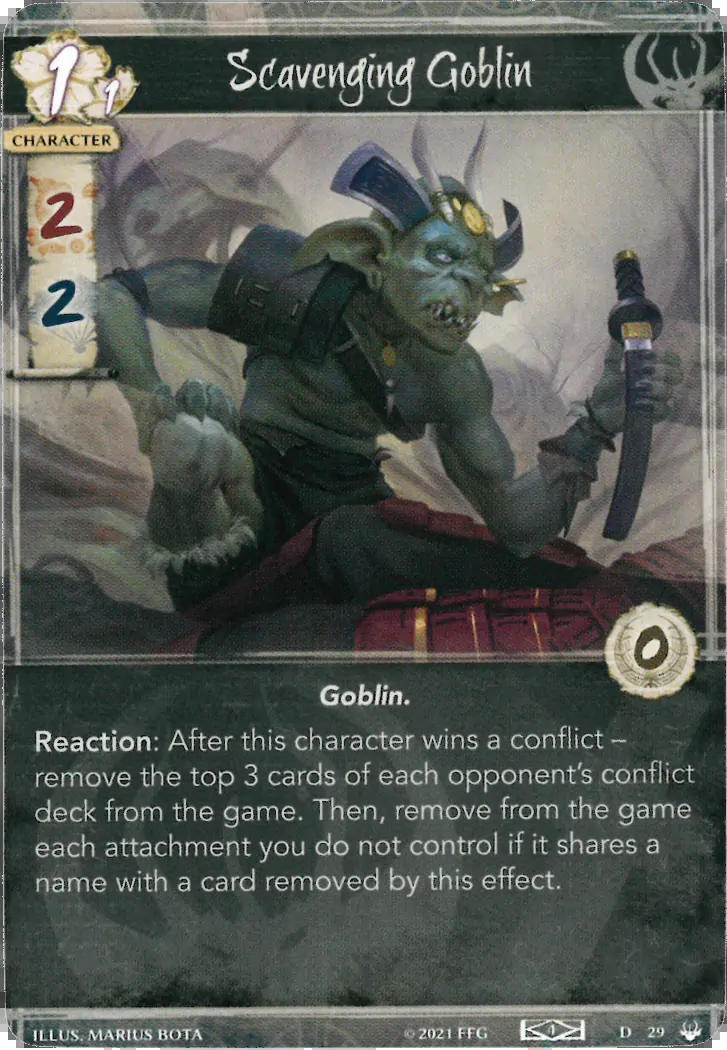 Scavenging Goblin
1
1
CHARACTER
2
2
0
Goblin.
Reaction: After this character wins a conflict –
remove the top 3 cards of each opponent's conflict
deck from the game. Then, remove from the game
each attachment you do not control if it shares a
name with a card removed by this effect.
ILLUS. MARIUS BOTA © 2021 FFG 1 D 29